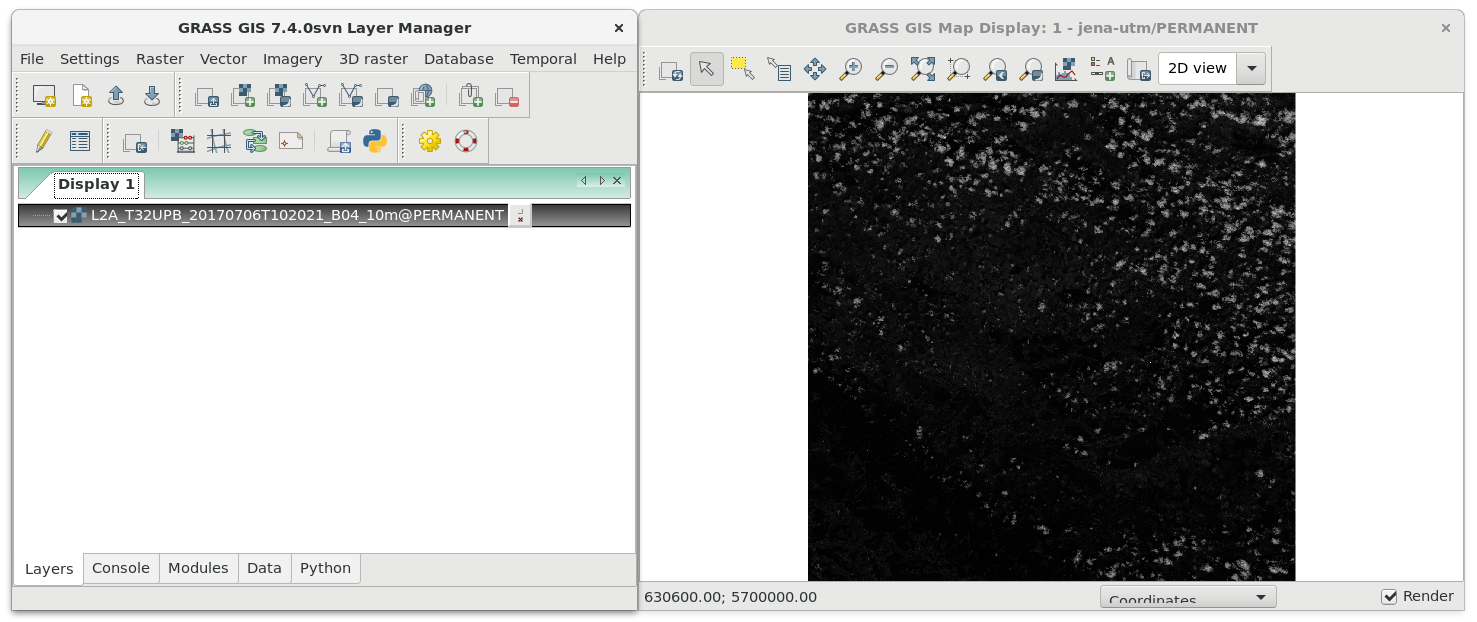 GRASS GIS 7.4.0svn Layer Manager
File Settings Raster Vector Imagery 3D raster Database Temporal Help
Display 1
L2A_T32UPB_20170706T102021_B04_10m@PERMANENT
Layers Console Modules Data Python
GRASS GIS Map Display: 1 - jena-utm/PERMANENT
2D view
630600.00; 5700000.00
Coordinates
Render